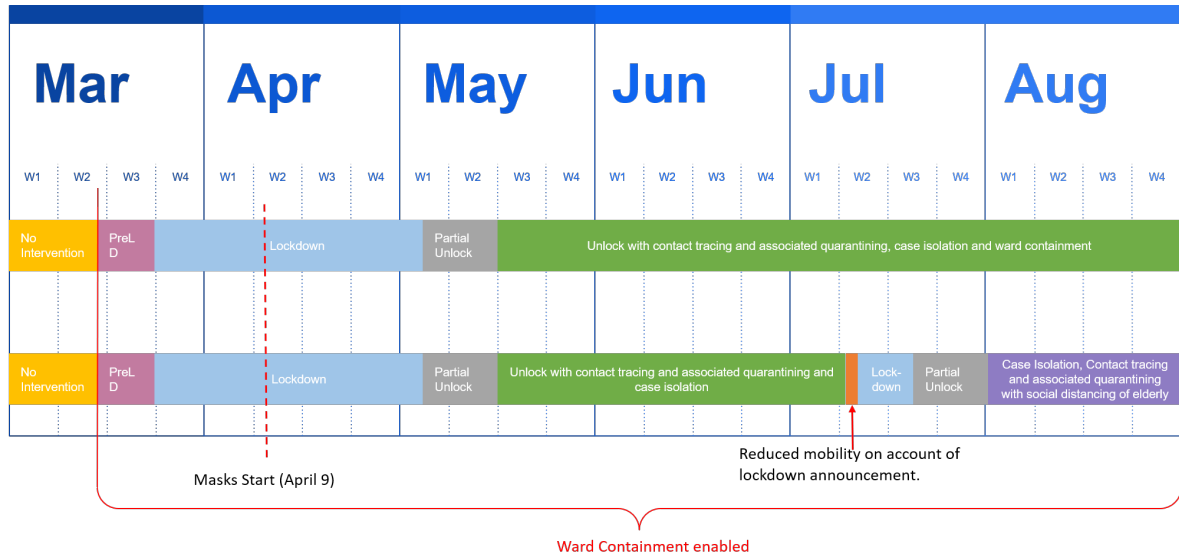 Mar Apr May Jun Jul Aug
W1 W2 W3 W4 W1 W2 W3 W4 W1 W2 W3 W4 W1 W2 W3 W4 W1 W2 W3 W4 W1 W2 W3 W4
No
Intervention
PreL
D
Lockdown
Partial
Unlock
Unlock with contact tracing and associated quarantining, case isolation and ward containment
No
Intervention
PreL
D
Lockdown
Partial
Unlock
Unlock with contact tracing and associated quarantining and
case isolation
Lock-
down
Partial
Unlock
Case Isolation, Contact tracing
and associated quarantining
with social distancing of elderly
Masks Start (April 9)
Reduced mobility on account of
lockdown announcement.
Ward Containment enabled